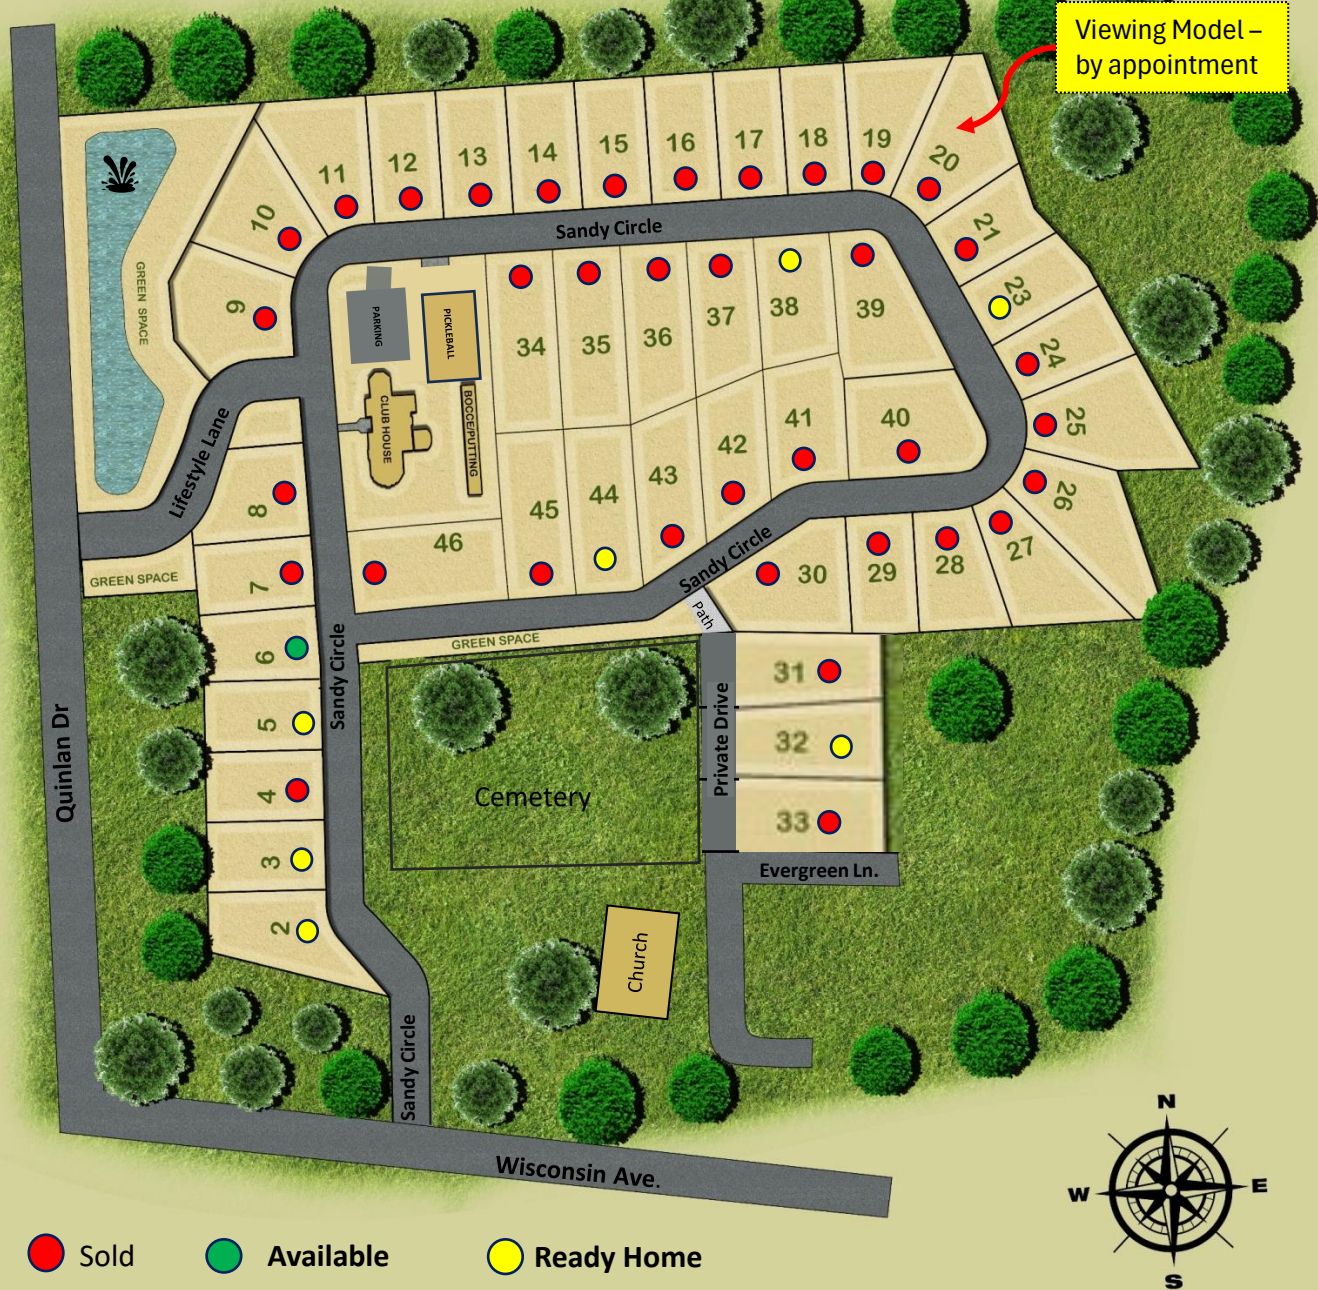 Viewing Model –
by appointment
11
12
13
14
15
16
17
18
19
20
10
21
9
23
24
25
26
27
28
29
30
Sandy Circle
GREEN SPACE
PARKING
PICKLEBALL
CLUB HOUSE
BOCCE/PUTTING
34
35
36
37
38
39
40
41
42
43
44
45
46
Lifestyle Lane
8
7
6
5
4
3
2
GREEN SPACE
Sandy Circle
Path
GREEN SPACE
Sandy Circle
31
32
33
Private Drive
Quinlan Dr
Cemetery
Evergreen Ln.
Church
Sandy Circle
Wisconsin Ave.
N
W
E
S
Sold
Available
Ready Home